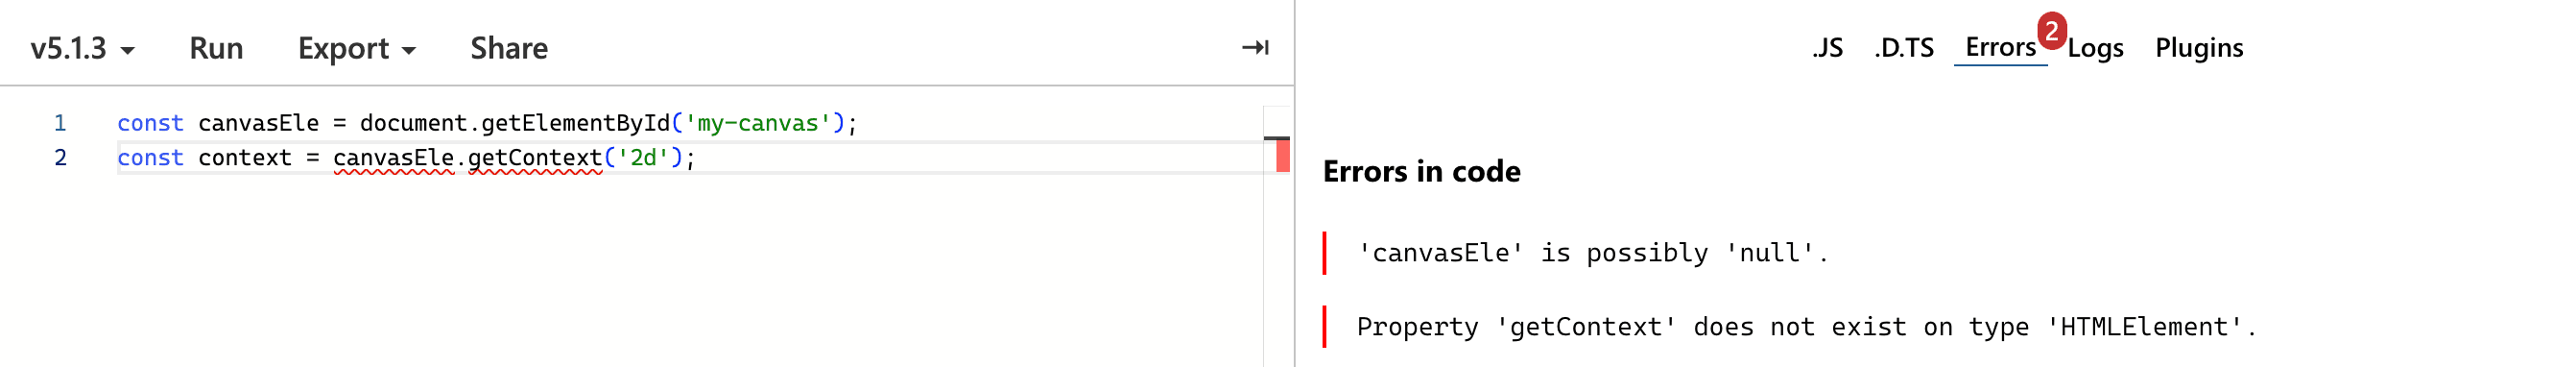 v5.1.3 Run Export Share
1 const canvasEle = document.getElementById('my-canvas');
2 const context = canvasEle.getContext('2d');
.JS .D.TS Errors 2 Logs Plugins
Errors in code
'canvasEle' is possibly 'null'.
Property 'getContext' does not exist on type 'HTMLElement'.